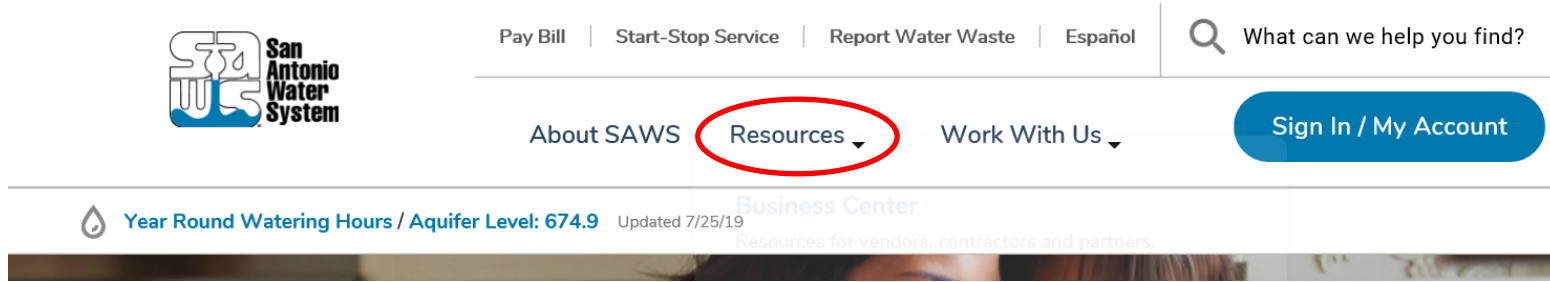 San
Antonio
Water
System
Pay Bill | Start-Stop Service | Report Water Waste | Español
What can we help you find?
About SAWS Resources Work With Us
Sign In / My Account
Year Round Watering Hours / Aquifer Level: 674.9 Updated 7/25/19
Business Center
Resources for vendors, contractors and partners.